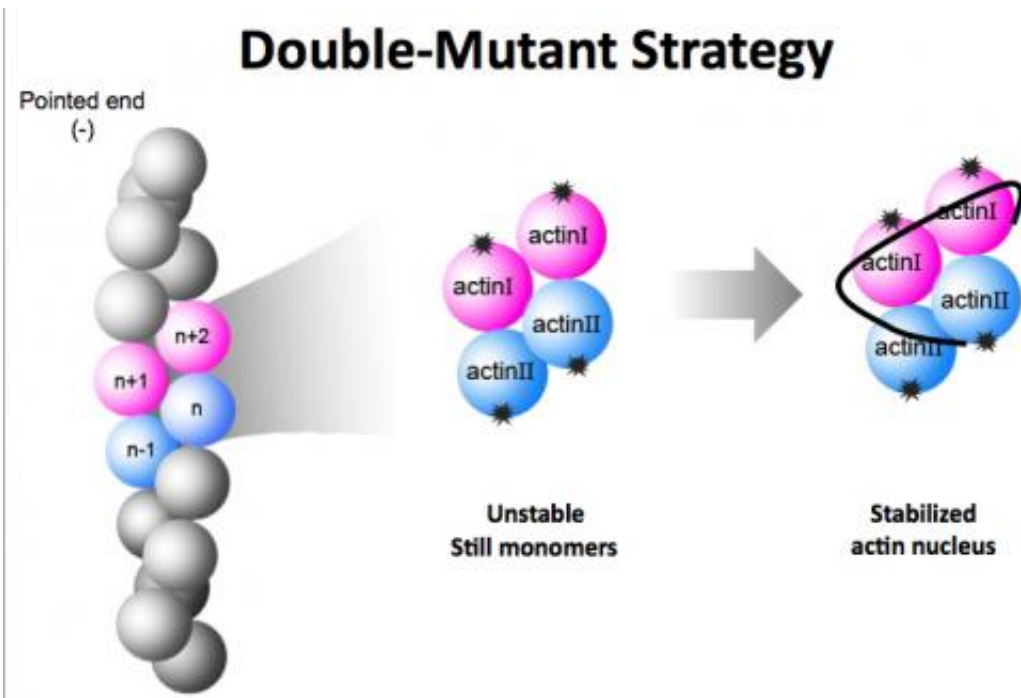 Double-Mutant Strategy
Pointed end
(-)
n+2
n+1
n
n-1
actinI
actinI
actinII
actinII
Unstable
Still monomers
actinI
actinI
actinII
actinII
Stabilized
actin nucleus